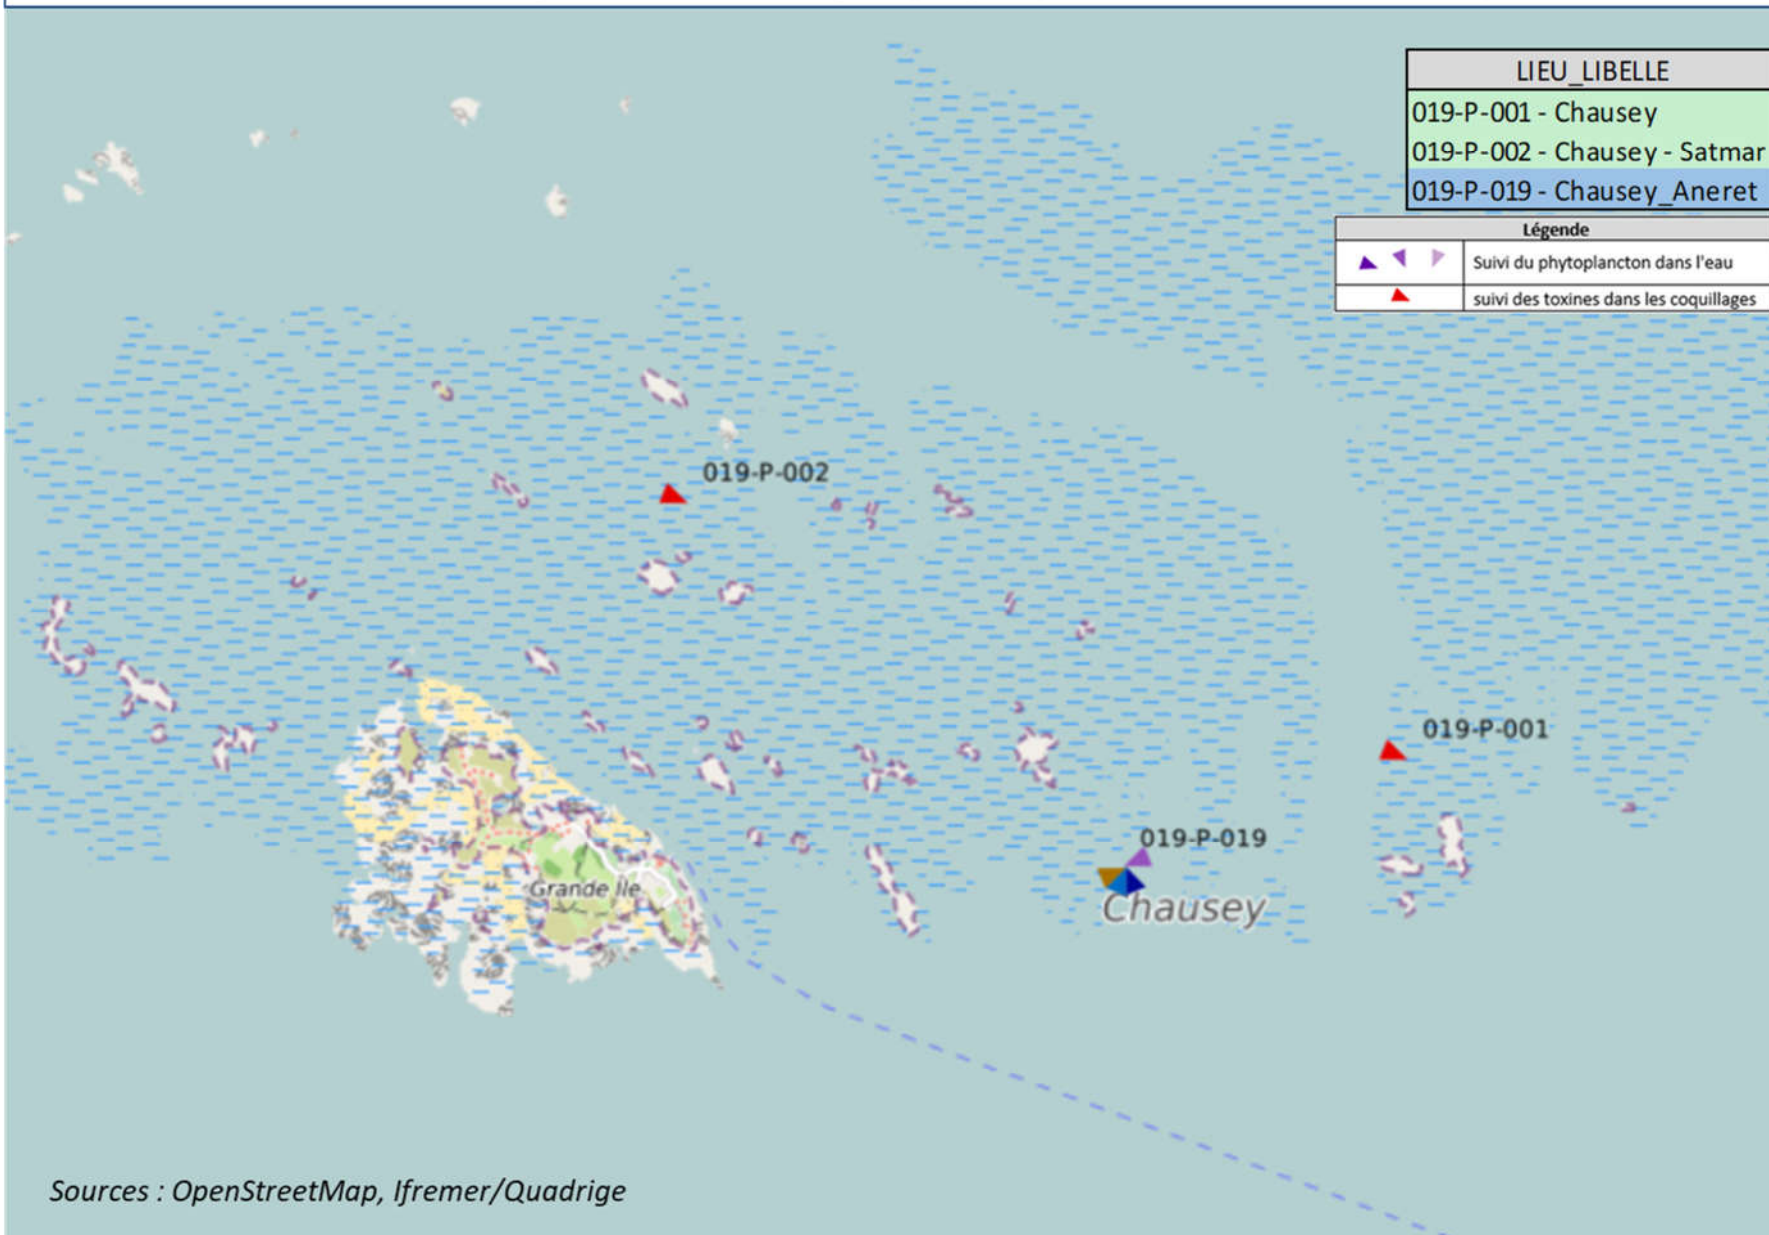 LIEU_LIBELLE
019-P-001 - Chausey
019-P-002 - Chausey - Satmar
019-P-019 - Chausey_Aneret
Légende
Suivi du phytoplancton dans l'eau
suivi des toxines dans les coquillages
019-P-002
019-P-001
019-P-019
Grande Ile
Chausey
Sources : OpenStreetMap, Ifremer/Quadrige